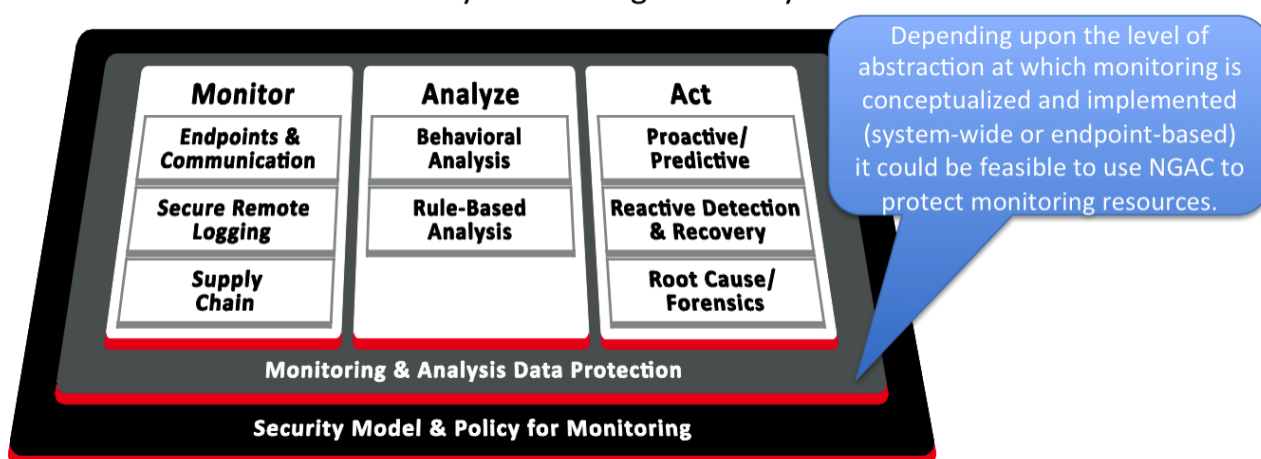 Depending upon the level of
abstraction at which monitoring is
conceptualized and implemented
(system-wide or endpoint-based)
it could be feasible to use NGAC to
protect monitoring resources.
Monitor
Endpoints &
Communication
Secure Remote
Logging
Supply
Chain
Analyze
Behavioral
Analysis
Rule-Based
Analysis
Act
Proactive/
Predictive
Reactive Detection
& Recovery
Root Cause/
Forensics
Monitoring & Analysis Data Protection
Security Model & Policy for Monitoring